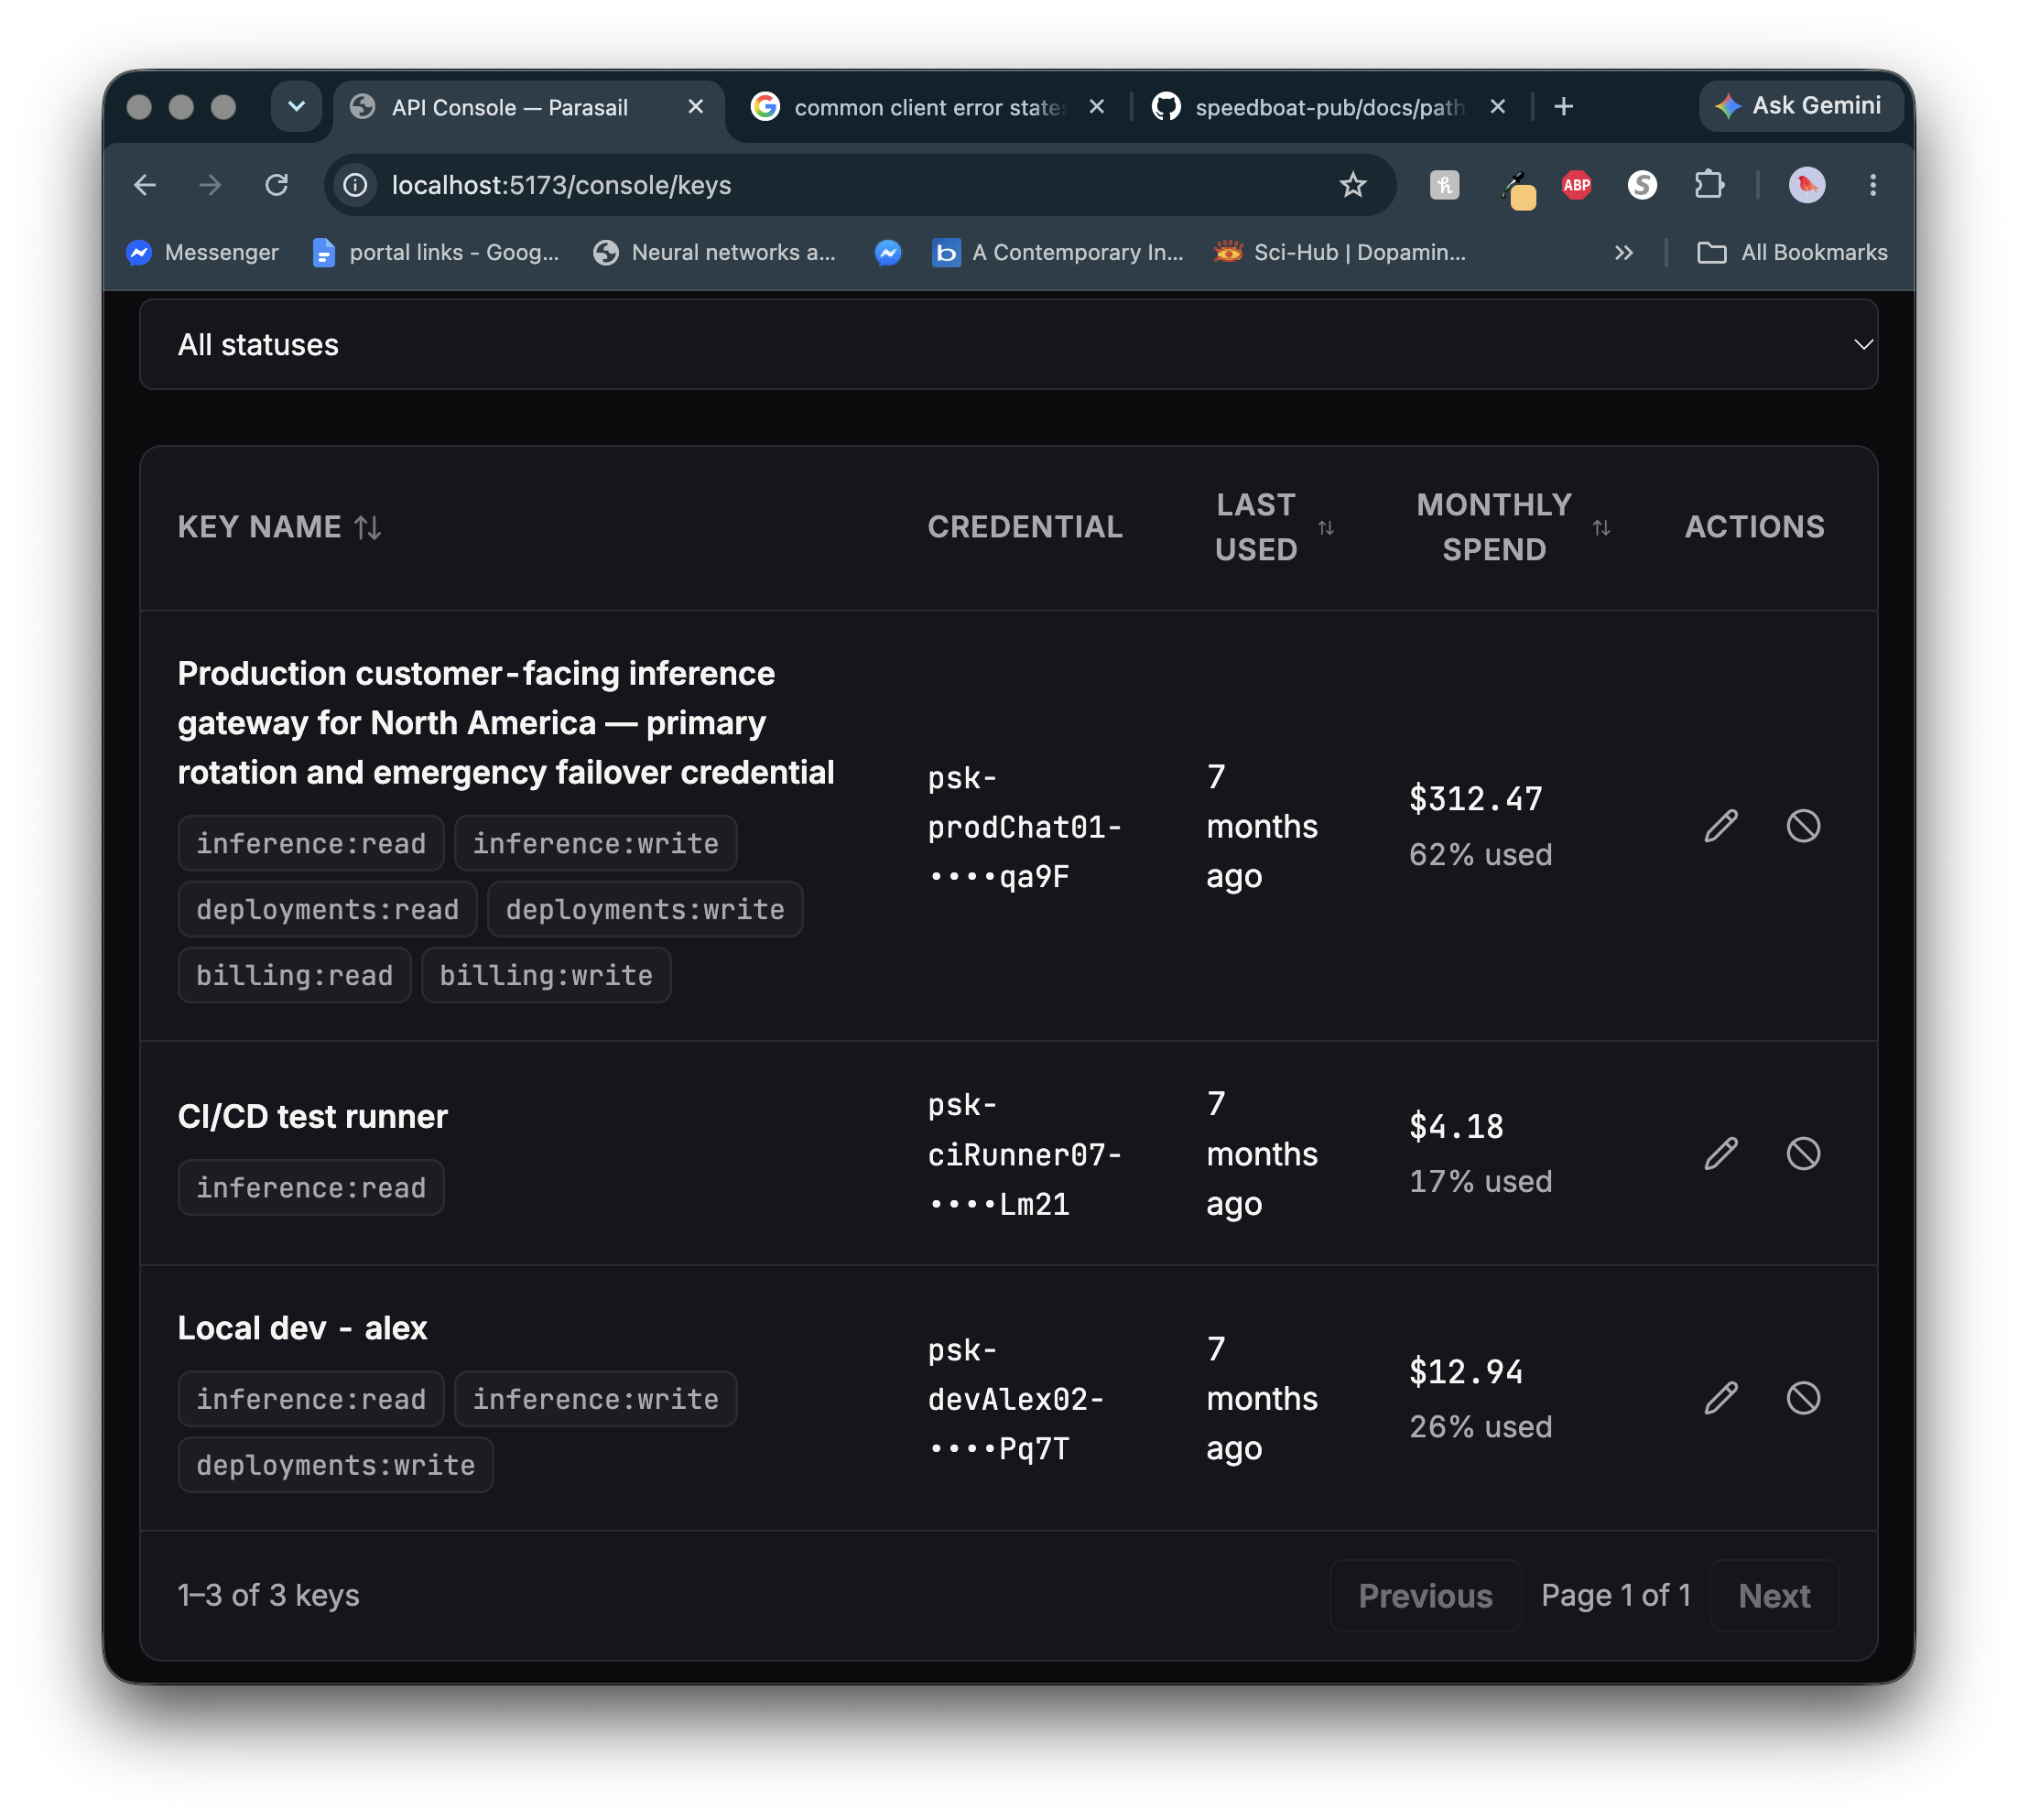 API Console — Parasail
common client error states
speedboat-pub/docs/path
Ask Gemini
localhost:5173/console/keys
ABP
Messenger
portal links - Goog...
Neural networks a...
A Contemporary In...
Sci-Hub | Dopamin...
All Bookmarks
All statuses
KEY NAME
CREDENTIAL
LAST
USED
MONTHLY
SPEND
ACTIONS
Production customer-facing inference
gateway for North America — primary
rotation and emergency failover credential
inference:read inference:write
deployments:read deployments:write
billing:read billing:write
psk-
prodChat01-
••••qa9F
7
months
ago
$312.47
62% used
CI/CD test runner
inference:read
psk-
ciRunner07-
••••Lm21
7
months
ago
$4.18
17% used
Local dev - alex
inference:read inference:write
deployments:write
psk-
devAlex02-
••••Pq7T
7
months
ago
$12.94
26% used
1–3 of 3 keys
Previous
Page 1 of 1
Next